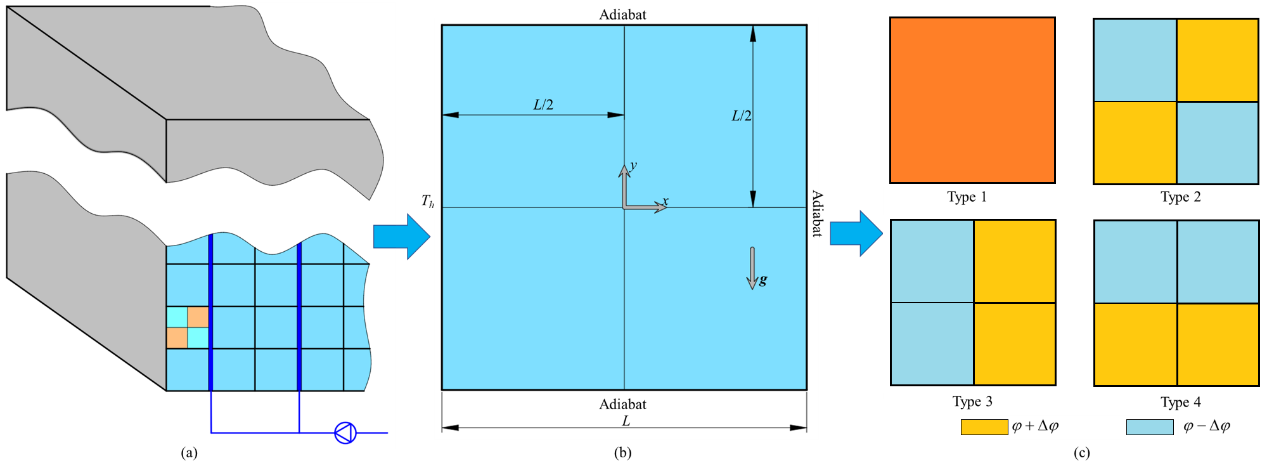 Adiabat
L/2
L/2
y
x
T_h
Adiabat
g
Adiabat
L
Type 1
Type 2
Type 3
Type 4
φ + Δφ
φ − Δφ
(a)
(b)
(c)